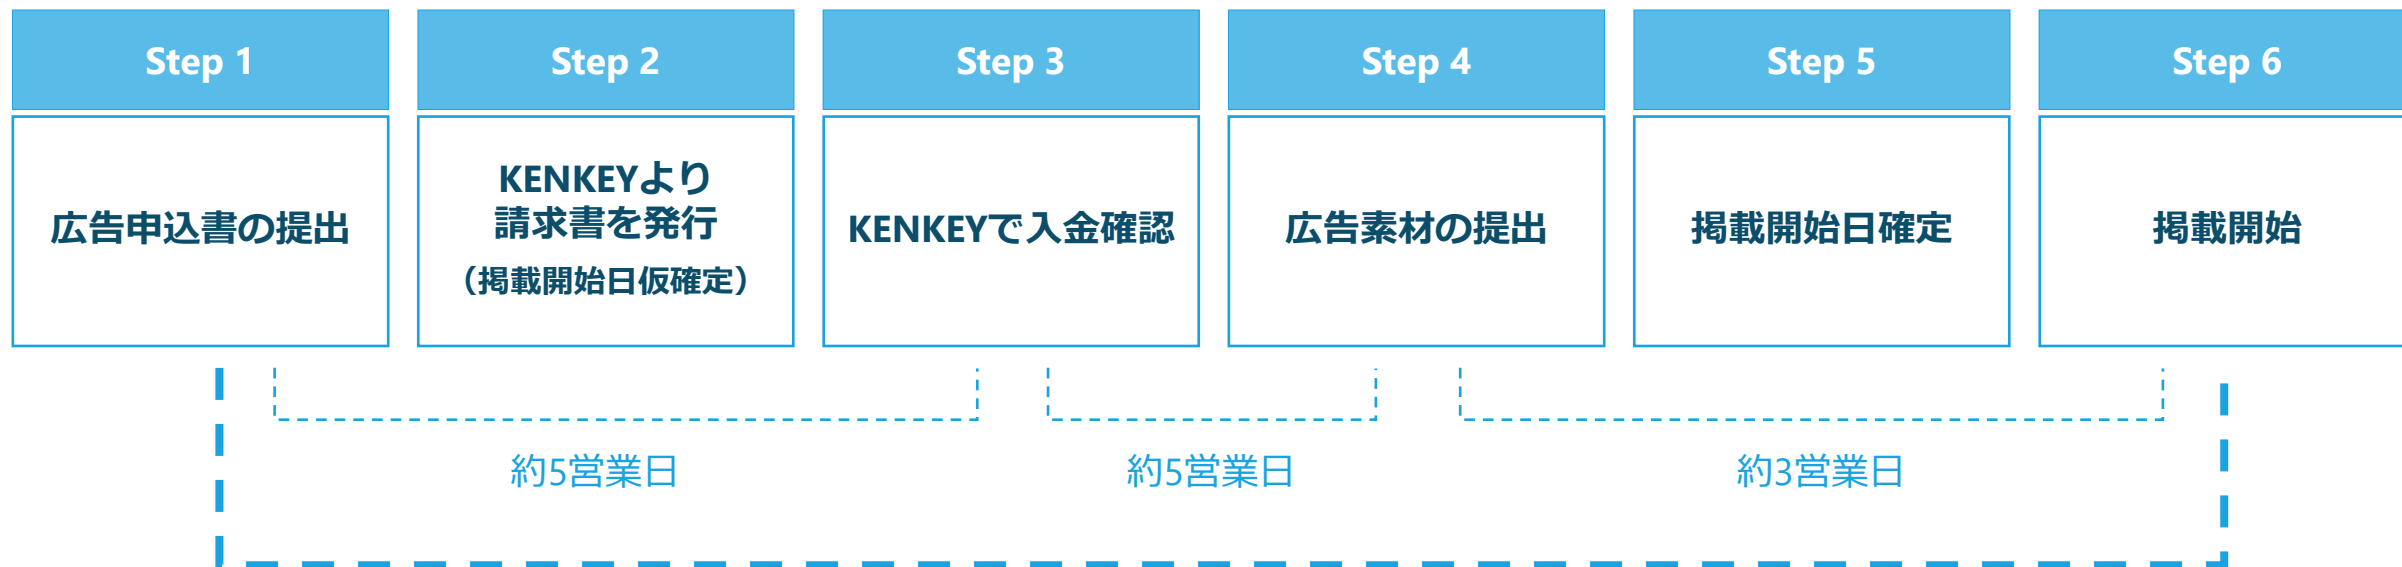 Step 1
Step 2
Step 3
Step 4
Step 5
Step 6
広告申込書の提出
KENKEYより
請求書を発行
（掲載開始日仮確定）
KENKEYで入金確認
広告素材の提出
掲載開始日確定
掲載開始
約5営業日
約5営業日
約3営業日